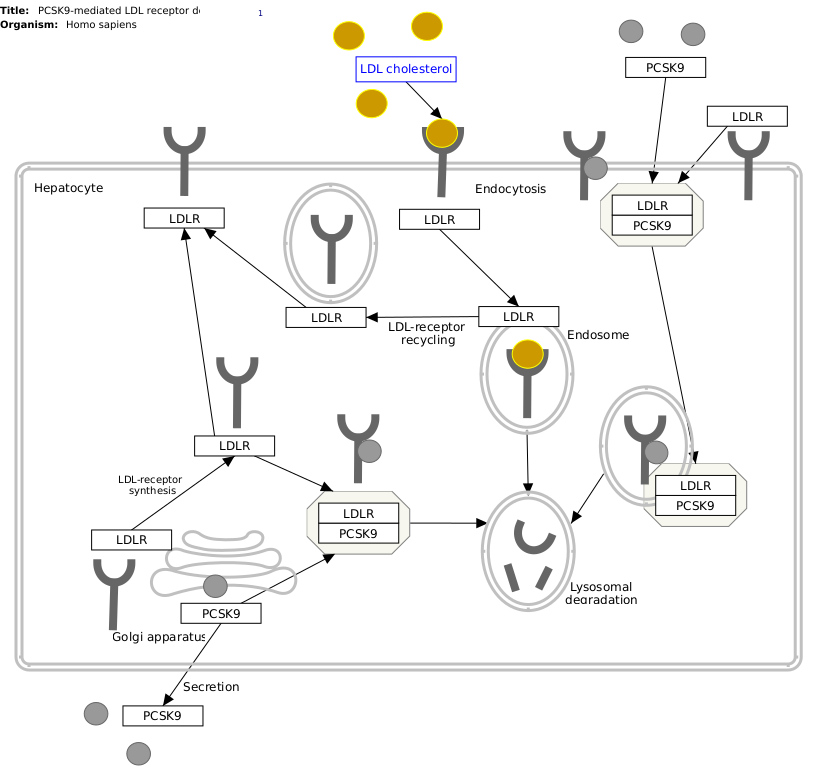 Title: PCSK9-mediated LDL receptor
1
Organism: Homo sapiens
LDL cholesterol
PCSK9
LDLR
Hepatocyte
Endocytosis
LDLR
LDLR
LDLR
PCSK9
LDLR
LDLR
LDL-receptor
recycling
Endosome
LDLR
LDL-receptor
synthesis
LDLR
PCSK9
LDLR
PCSK9
LDLR
PCSK9
Golgi apparatus
Lysosomal
degradation
Secretion
PCSK9